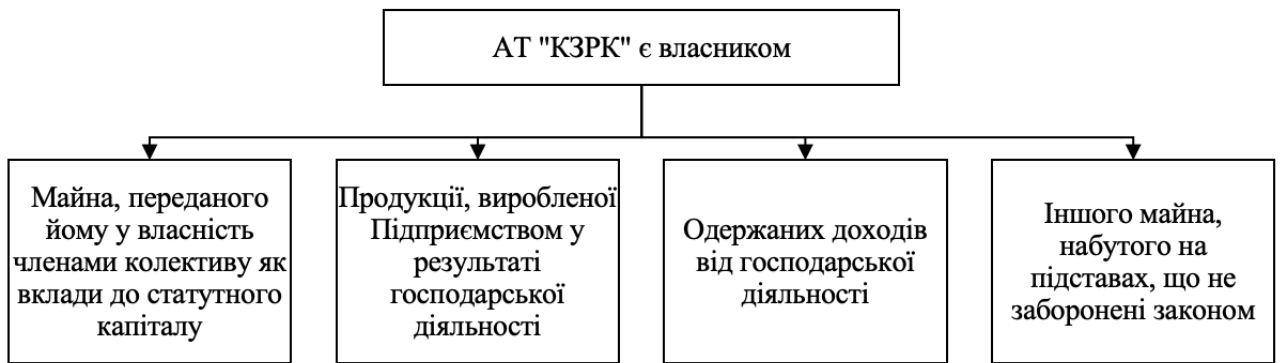 АТ "КЗРК" є власником
Майна, переданого
йому у власність
членами колективу як
вклади до статутного
капіталу
Продукції, виробленої
Підприємством у
результаті
господарської
діяльності
Одержаних доходів
від господарської
діяльності
Іншого майна,
набутого на
підставах, що не
заборонені законом